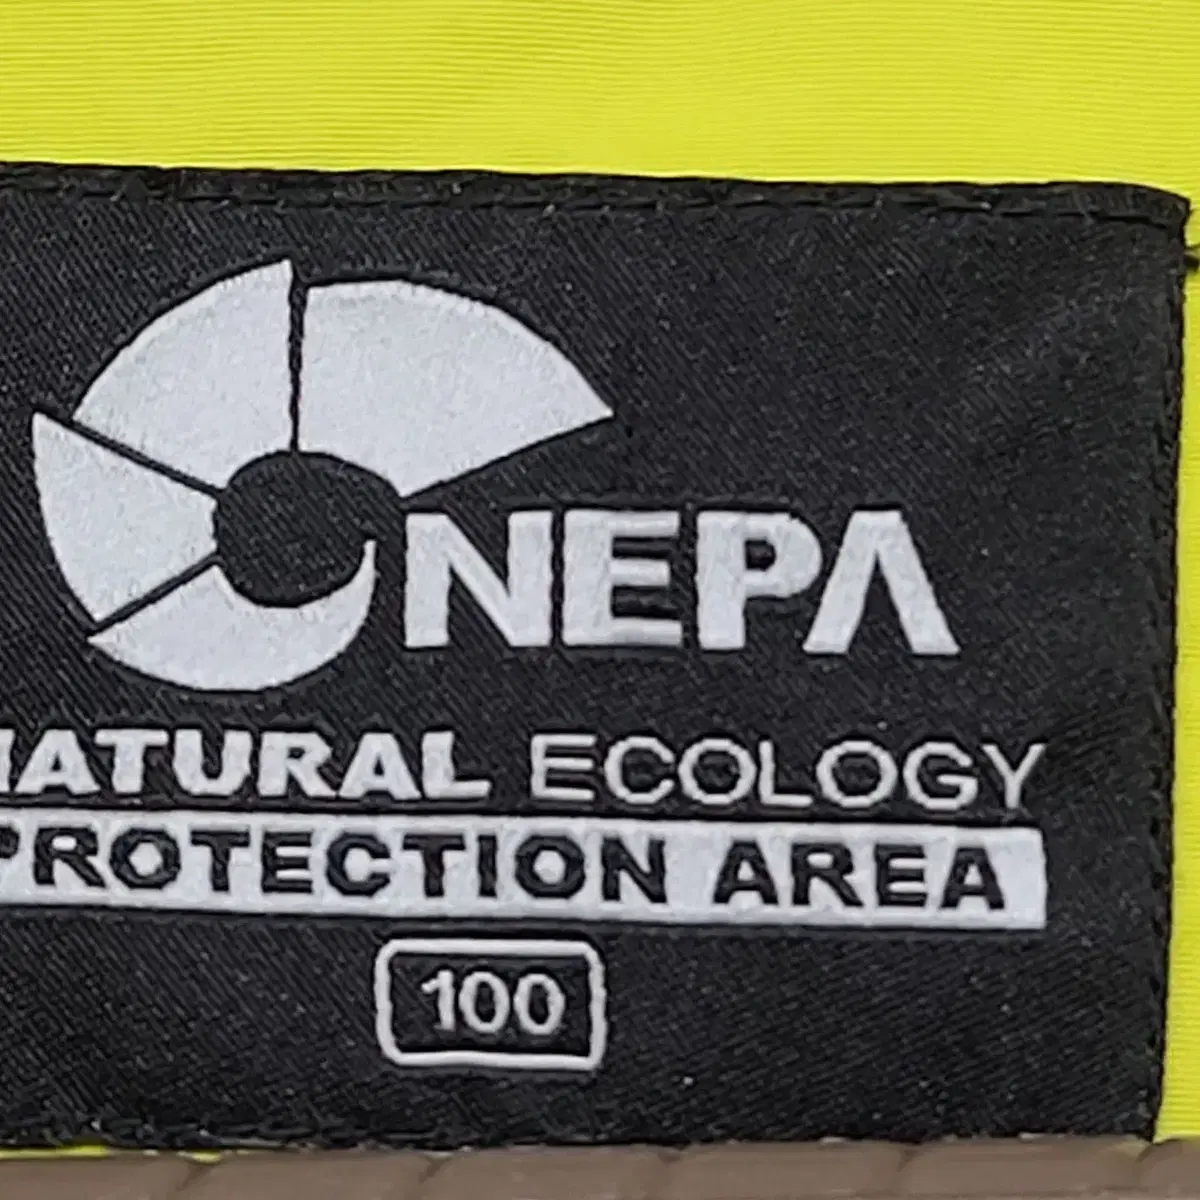 NEPA
NATURAL ECOLOGY
PROTECTION AREA
100